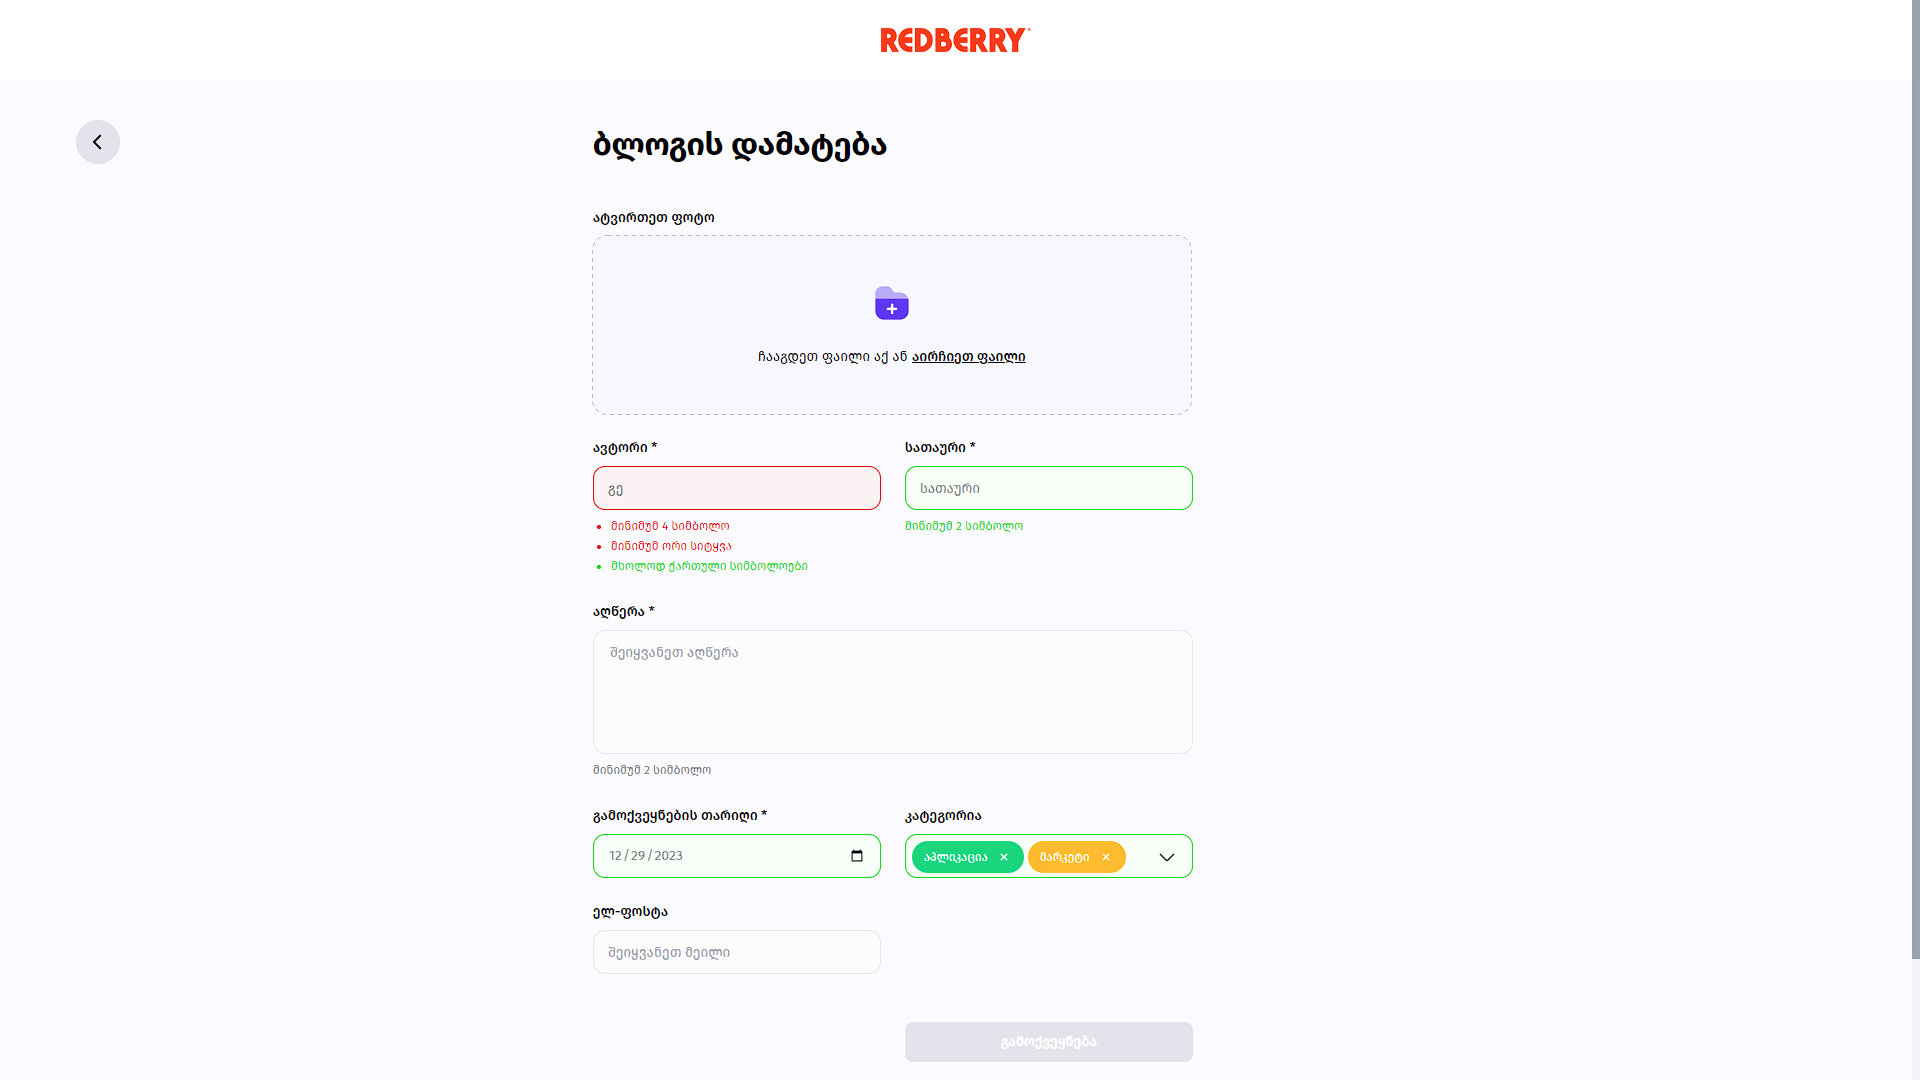 REDBERRY
ბლოგის დამატება
ატვირთეთ ფოტო
ჩააგდეთ ფაილი აქ ან აირჩიეთ ფაილი
ავტორი *
სათაური *
გე
სათაური
• მინიმუმ 4 სიმბოლო
მინიმუმ 2 სიმბოლო
• მინიმუმ ორი სიტყვა
• მხოლოდ ქართული სიმბოლოები
აღწერა *
შეიყვანეთ აღწერა
მინიმუმ 2 სიმბოლო
გამოქვეყნების თარიღი *
კატეგორია
12/29/2023
აპლიკაცია
მარკეტი
ელ-ფოსტა
შეიყვანეთ მეილი
გამოქვეყნება